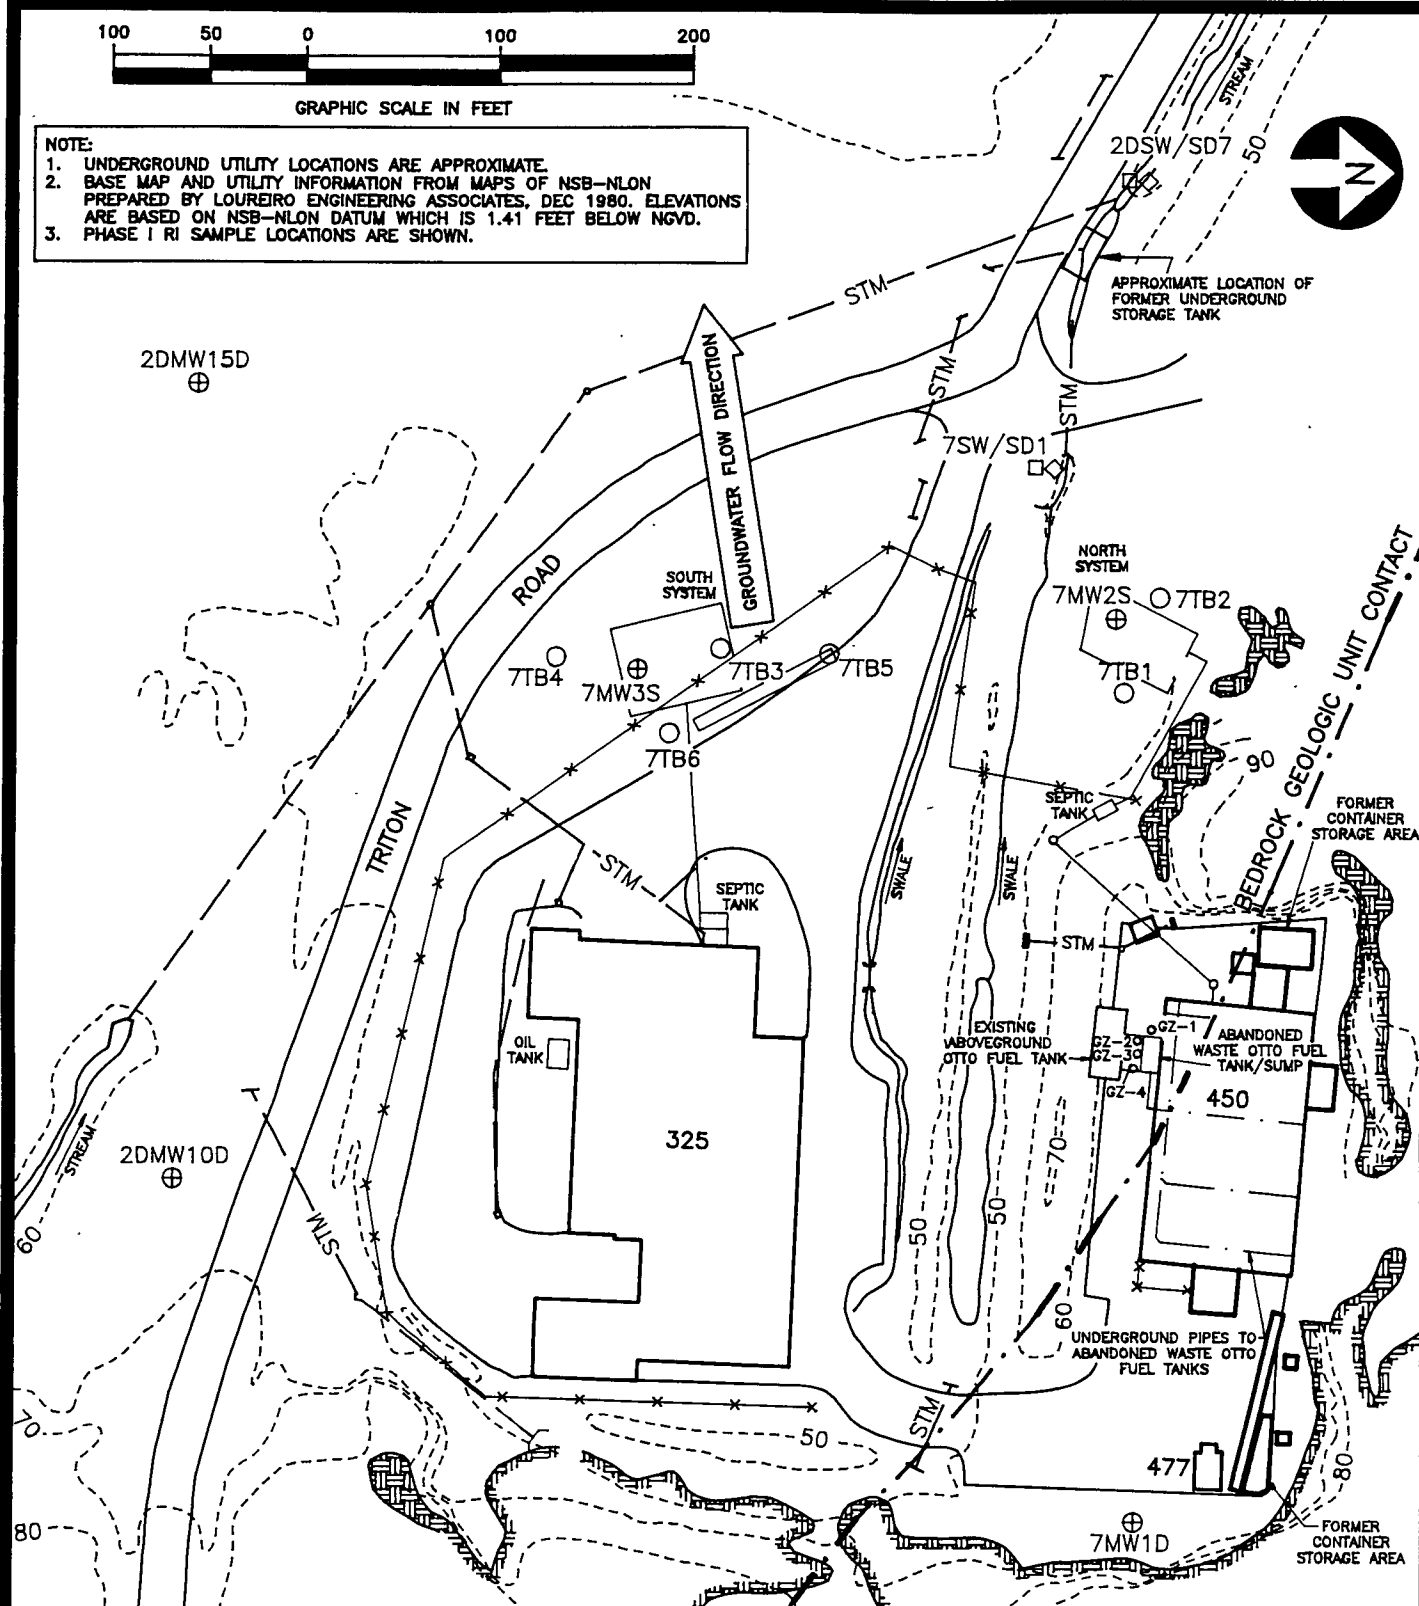 100 50 0 100 200
GRAPHIC SCALE IN FEET
NOTE:
1. UNDERGROUND UTILITY LOCATIONS ARE APPROXIMATE.
2. BASE MAP AND UTILITY INFORMATION FROM MAPS OF NSB-NLON
PREPARED BY LOUREIRO ENGINEERING ASSOCIATES, DEC 1980. ELEVATIONS
ARE BASED ON NSB-NLON DATUM WHICH IS 1.41 FEET BELOW NGVD.
3. PHASE I RI SAMPLE LOCATIONS ARE SHOWN.
STREAM
2DSW/SD7
50
N
APPROXIMATE LOCATION OF
FORMER UNDERGROUND
STORAGE TANK
STM
2DMW15D
GROUNDWATER FLOW DIRECTION
STM
STM
7SW/SD1
ROAD
SOUTH
SYSTEM
NORTH
SYSTEM
7MW2S
7TB2
BEDROCK GEOLOGIC UNIT CONTACT
7TB4
7MW3S
7TB3
7TB5
7TB1
7TB6
90
SEPTIC
TANK
FORMER
CONTAINER
STORAGE AREA
TRITON
STM
SEPTIC
TANK
SWALE
SWALE
STM
OIL
TANK
EXISTING
ABOVEGROUND
OTTO FUEL TANK
GZ-1
GZ-2
GZ-3
GZ-4
ABANDONED
WASTE OTTO FUEL
TANK/SUMP
450
325
STREAM
2DMW10D
70
60
STM
50
50
60
UNDERGROUND PIPES TO
ABANDONED WASTE OTTO
FUEL TANKS
70
STM
50
477
80
80
7MW1D
FORMER
CONTAINER
STORAGE AREA